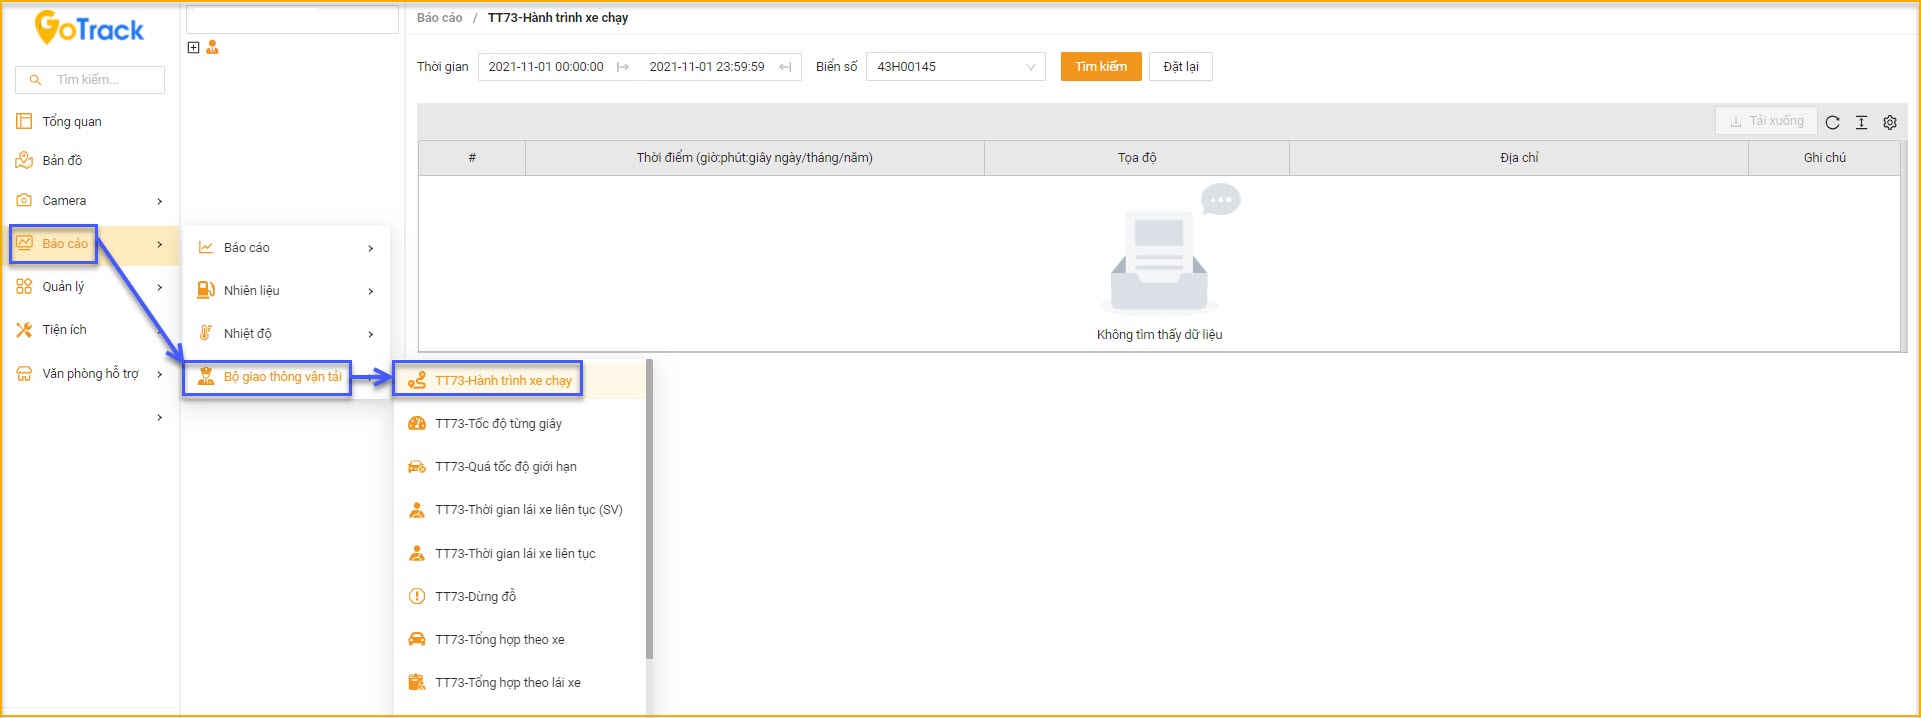 GoTrack
Tìm kiếm...
Tổng quan
Bản đồ
Camera
Báo cáo
Quản lý
Tiện ích
Văn phòng hỗ trợ
Báo cáo
Nhiên liệu
Nhiệt độ
Bộ giao thông vận tải
TT73-Hành trình xe chạy
TT73-Tốc độ từng giây
TT73-Quá tốc độ giới hạn
TT73-Thời gian lái xe liên tục (SV)
TT73-Thời gian lái xe liên tục
TT73-Dừng đỗ
TT73-Tổng hợp theo xe
TT73-Tổng hợp theo lái xe
Báo cáo / TT73-Hành trình xe chạy
Thời gian 2021-11-01 00:00:00 2021-11-01 23:59:59 Biển số 43H00145 Tìm kiếm Đặt lại
Tải xuống
# Thời điểm (giờ:phút:giây ngày/tháng/năm) Tọa độ Địa chỉ Ghi chú
Không tìm thấy dữ liệu